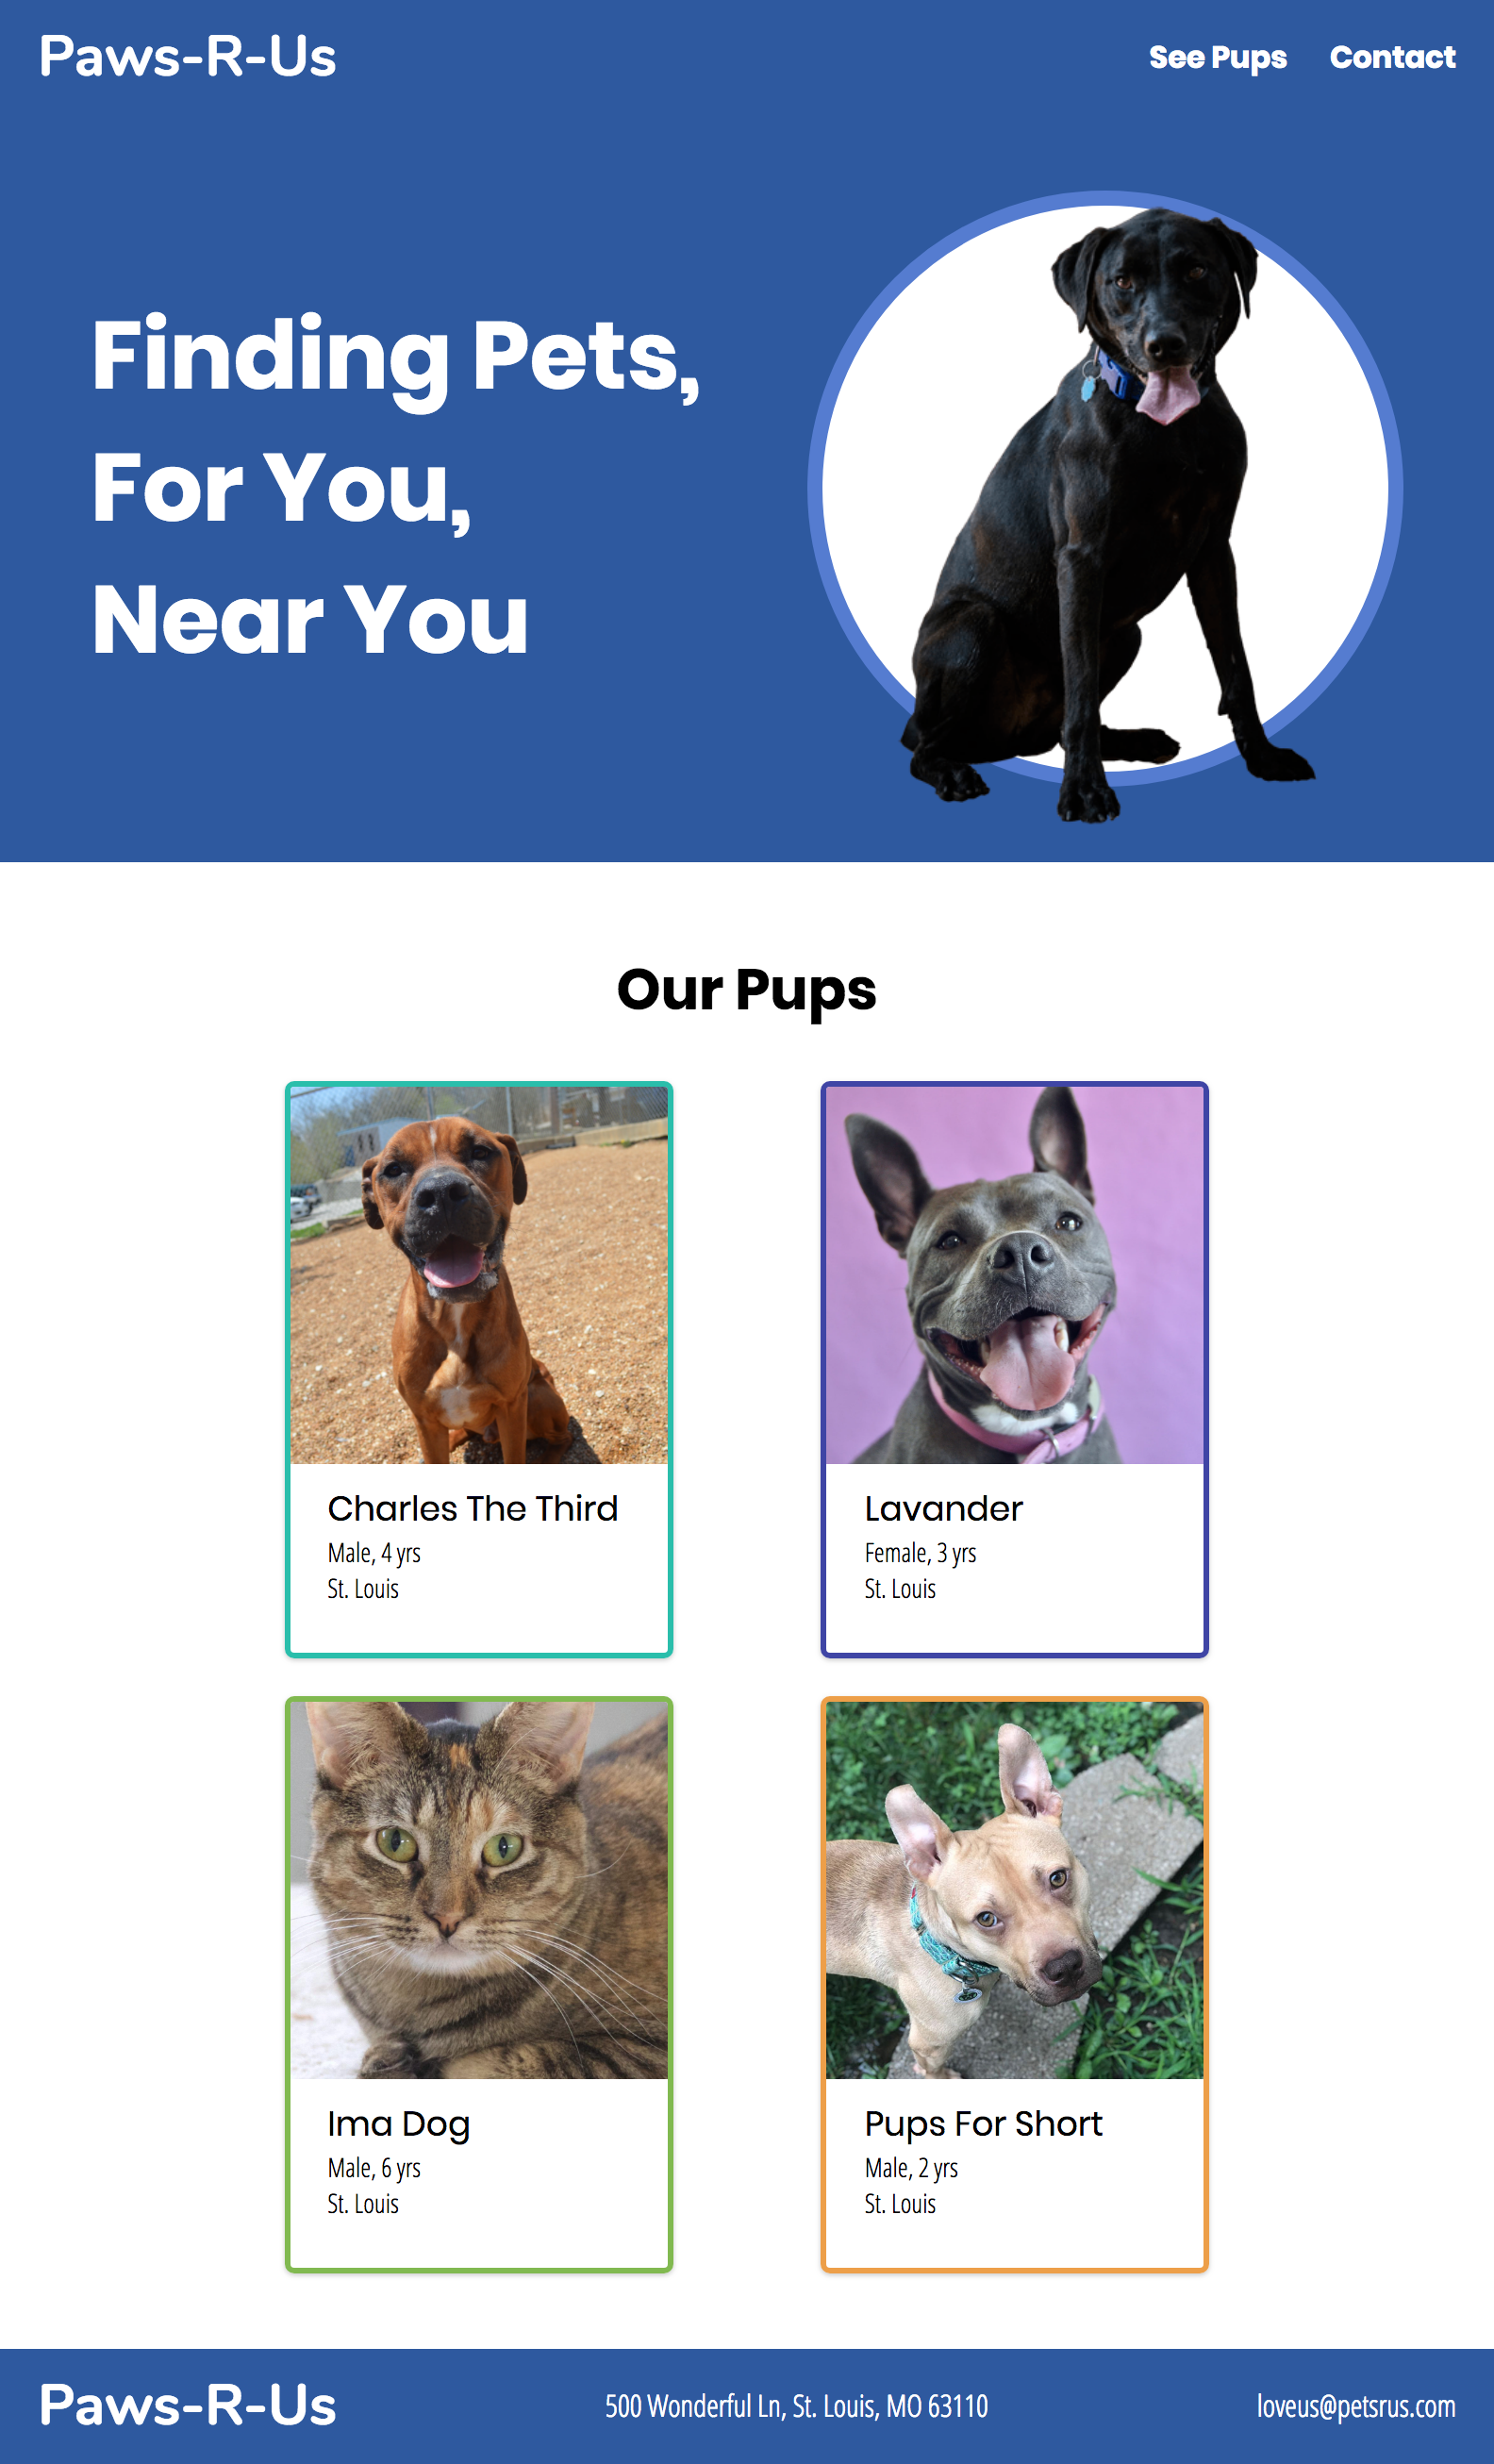 Paws-R-Us
See Pups
Contact
Finding Pets,
For You,
Near You
Our Pups
Charles The Third
Male, 4 yrs
St. Louis
Lavander
Female, 3 yrs
St. Louis
Ima Dog
Male, 6 yrs
St. Louis
Pups For Short
Male, 2 yrs
St. Louis
Paws-R-Us
500 Wonderful Ln, St. Louis, MO 63110
loveus@petsrus.com